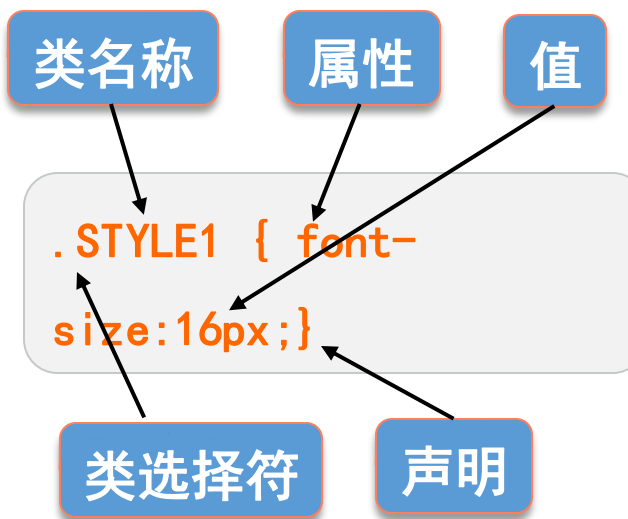 类名称
属性
值
.STYLE1 { font-
size:16px;}
类选择符
声明